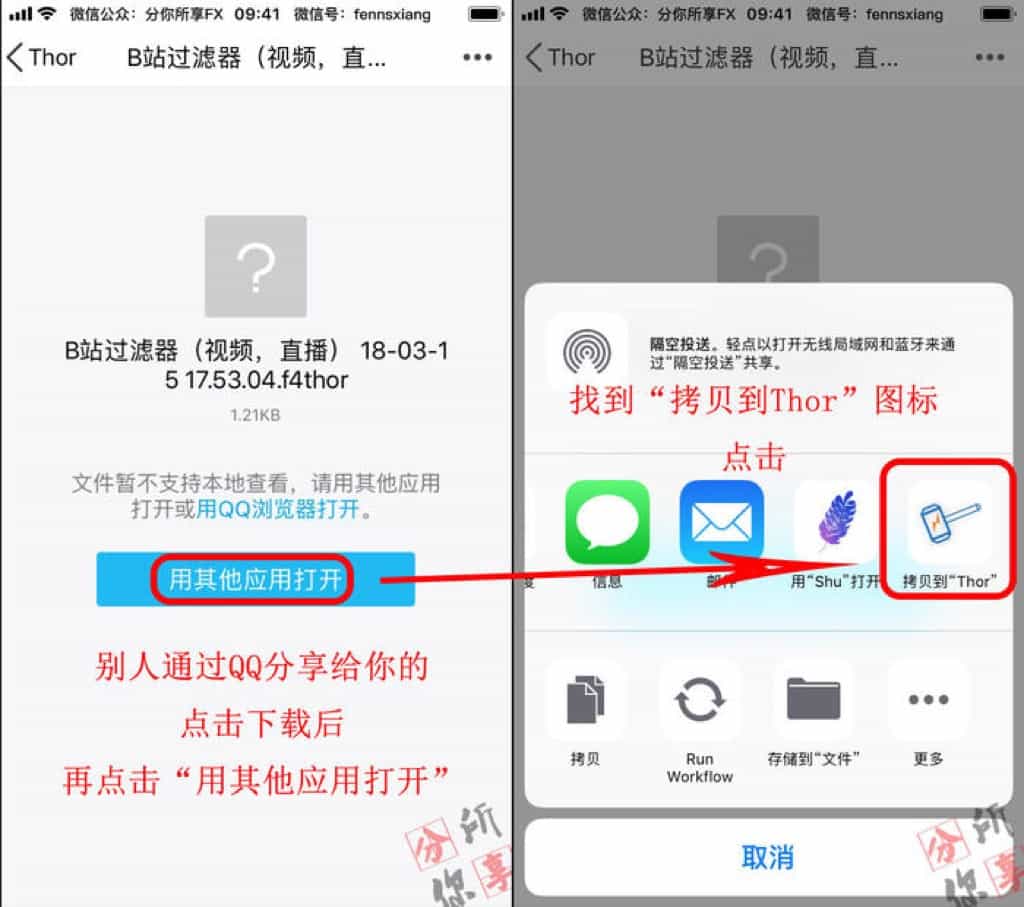 微信公众：分你所享FX 09:41 微信号：fennsxiang
Thor
B站过滤器（视频，直...
B站过滤器（视频，直播） 18-03-1
5 17.53.04.f4thor
1.21KB
文件暂不支持本地查看，请用其他应用
打开或用QQ浏览器打开。
用其他应用打开
别人通过QQ分享给你的
点击下载后
再点击“用其他应用打开”
分所
你享
微信公众：分你所享FX 09:41 微信号：fennsxiang
Thor
B站过滤器（视频，直...
隔空投送。轻点以打开无线局域网和蓝牙来通
过“隔空投送”共享。
找到“拷贝到Thor”图标
点击
信息
邮件
用“Shu”打开
拷贝到“Thor”
拷贝
Run
Workflow
存储到“文件”
更多
取消
分所
你享